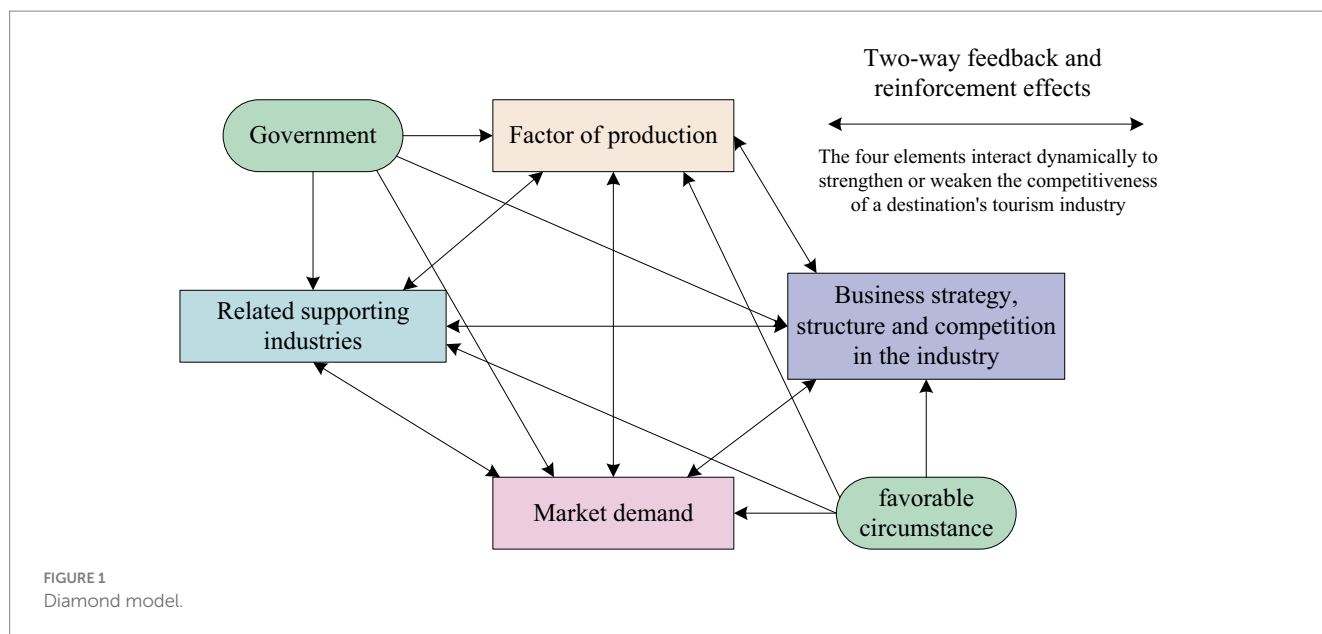 Two-way feedback and
reinforcement effects
Government
Factor of production
The four elements interact dynamically to
strengthen or weaken the competitiveness
of a destination's tourism industry
Related supporting
industries
Business strategy,
structure and competition
in the industry
Market demand
favorable
circumstance
FIGURE 1
Diamond model.